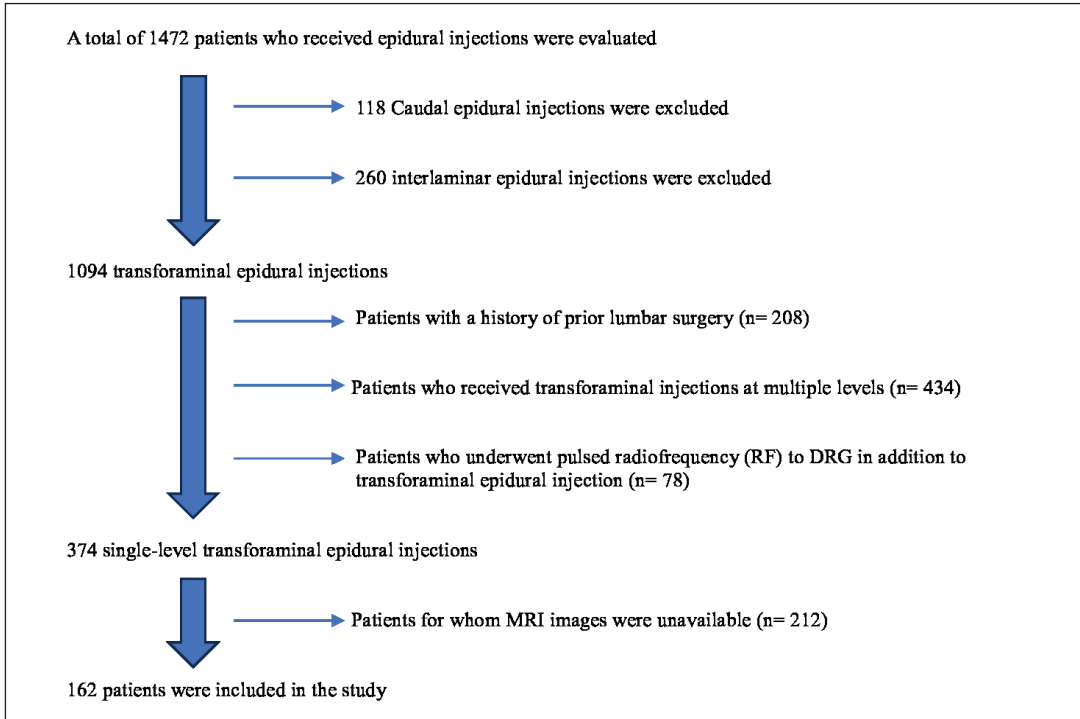 A total of 1472 patients who received epidural injections were evaluated
118 Caudal epidural injections were excluded
260 interlaminar epidural injections were excluded
1094 transforaminal epidural injections
Patients with a history of prior lumbar surgery (n= 208)
Patients who received transforaminal injections at multiple levels (n= 434)
Patients who underwent pulsed radiofrequency (RF) to DRG in addition to
transforaminal epidural injection (n= 78)
374 single-level transforaminal epidural injections
Patients for whom MRI images were unavailable (n= 212)
162 patients were included in the study